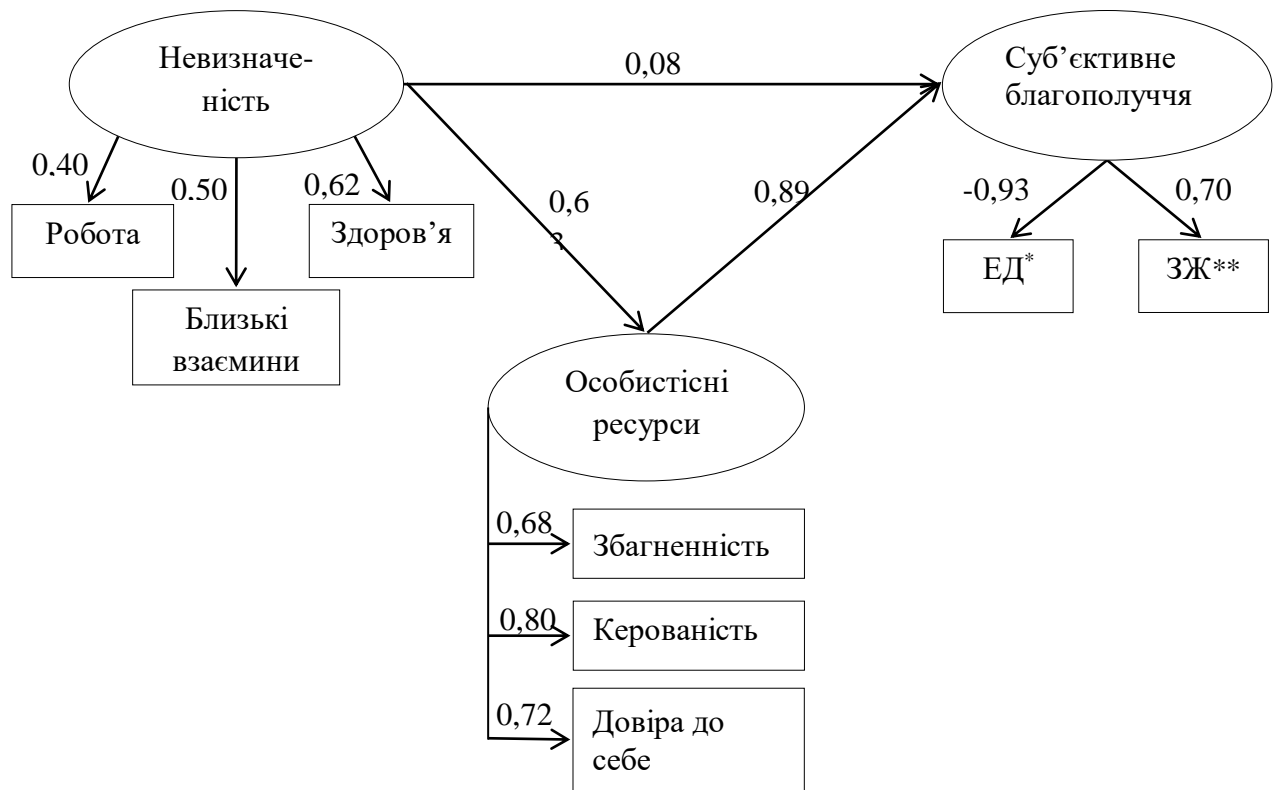 Невизначе-
ність
0,08
Суб’єктивне
благополуччя
0,40
0,50
0,62
Робота
Здоров’я
Близькі
взаємини
0,6
0,89
-0,93
0,70
ЕД*
ЗЖ**
Особистісні
ресурси
0,68
Збагненність
0,80
Керованість
0,72
Довіра до
себе